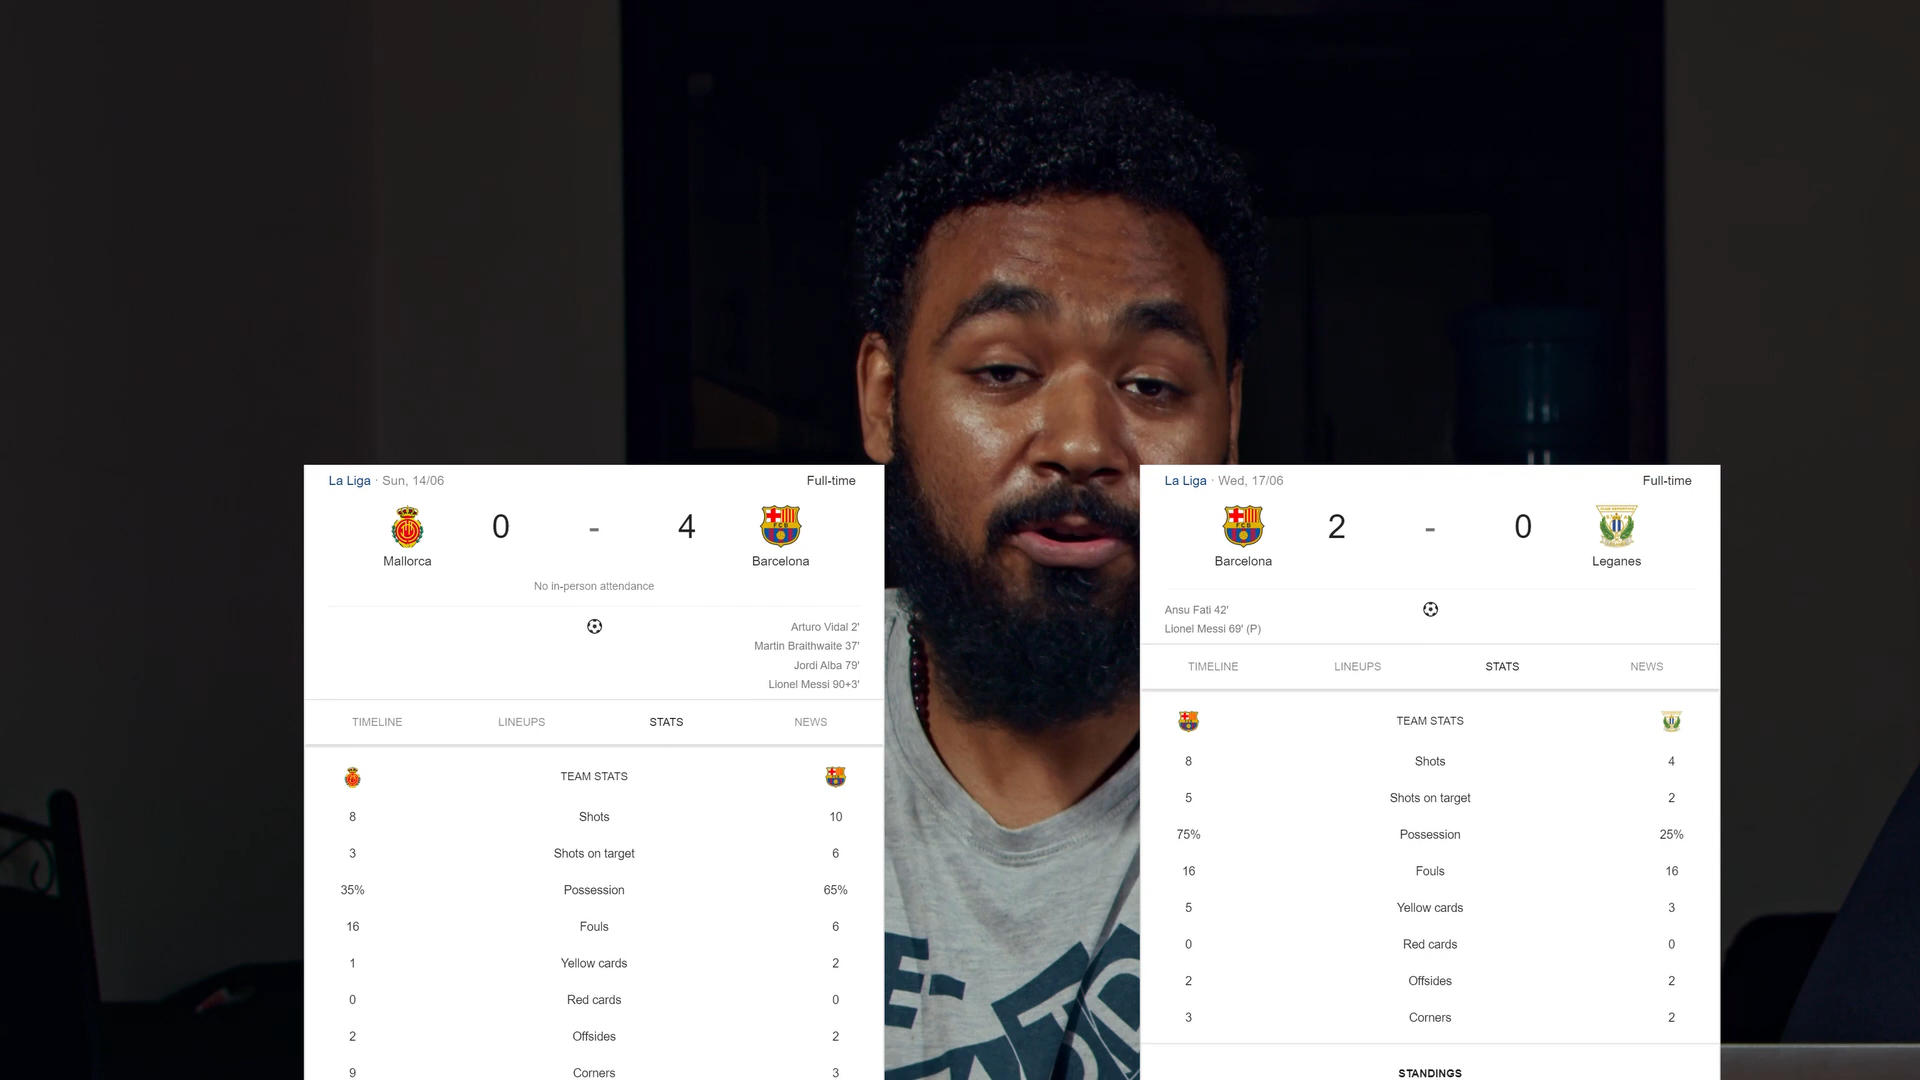 La Liga · Sun, 14/06 Full-time
0 - 4
Mallorca Barcelona
No in-person attendance
Arturo Vidal 2'
Martin Braithwaite 37'
Jordi Alba 79'
Lionel Messi 90+3'
TIMELINE LINEUPS STATS NEWS
TEAM STATS
8 Shots 10
3 Shots on target 6
35% Possession 65%
16 Fouls 6
1 Yellow cards 2
0 Red cards 0
2 Offsides 2
9 Corners 3
La Liga · Wed, 17/06 Full-time
2 - 0
Barcelona Leganes
Ansu Fati 42'
Lionel Messi 69' (P)
TIMELINE LINEUPS STATS NEWS
TEAM STATS
8 Shots 4
5 Shots on target 2
75% Possession 25%
16 Fouls 16
5 Yellow cards 3
0 Red cards 0
2 Offsides 2
3 Corners 2
STANDINGS